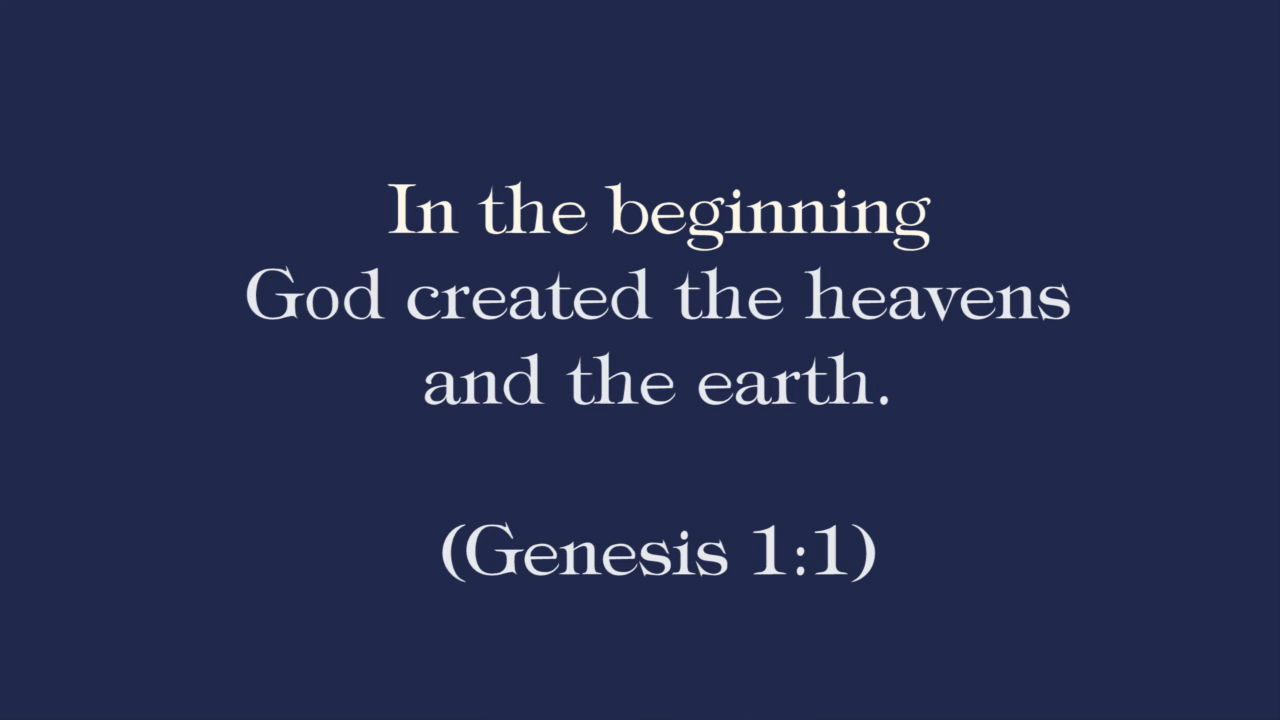 In the beginning
God created the heavens
and the earth.
(Genesis 1:1)